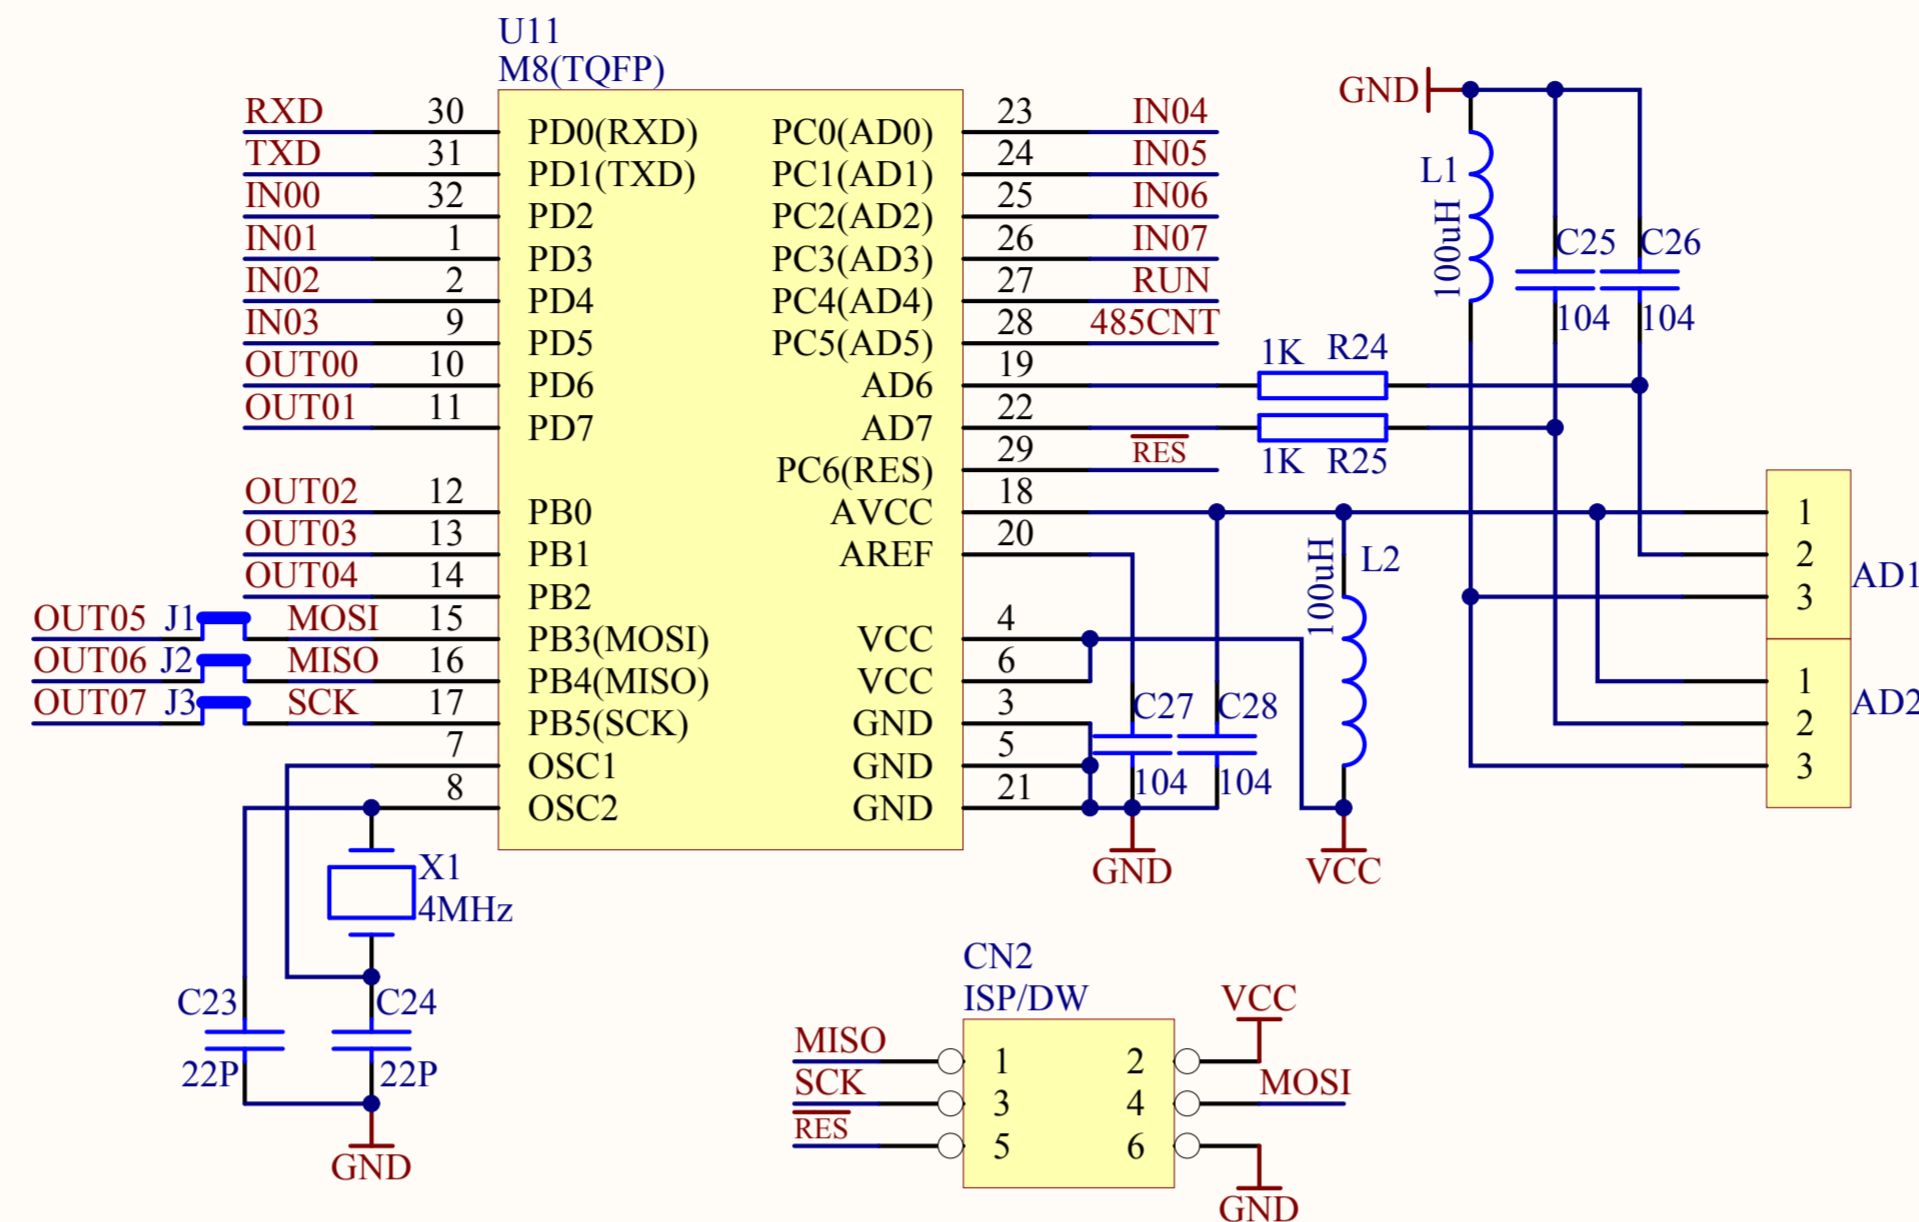 U11
M8(TQFP)
RXD 30 PD0(RXD) PC0(AD0) 23 IN04
TXD 31 PD1(TXD) PC1(AD1) 24 IN05
IN00 32 PD2 PC2(AD2) 25 IN06
IN01 1 PD3 PC3(AD3) 26 IN07
IN02 2 PD4 PC4(AD4) 27 RUN
IN03 9 PD5 PC5(AD5) 28 485CNT
OUT00 10 PD6 AD6 19 1K R24
OUT01 11 PD7 AD7 22 1K R25
PC6(RES) 29 RES
OUT02 12 PB0 AVCC 18
OUT03 13 PB1 AREF 20
OUT04 14 PB2
OUT05 J1 MOSI 15 PB3(MOSI) VCC 4
OUT06 J2 MISO 16 PB4(MISO) VCC 6
OUT07 J3 SCK 17 PB5(SCK) GND 3
7 OSC1 GND 5
8 OSC2 GND 21
GND
L1
100uH
C25
104
C26
104
L2
100uH
C27
104
C28
104
GND
VCC
1
2
3
AD1
1
2
3
AD2
X1
4MHz
C23
22P
C24
22P
GND
CN2
ISP/DW
MISO 1 2 VCC
SCK 3 4 MOSI
RES 5 6 GND